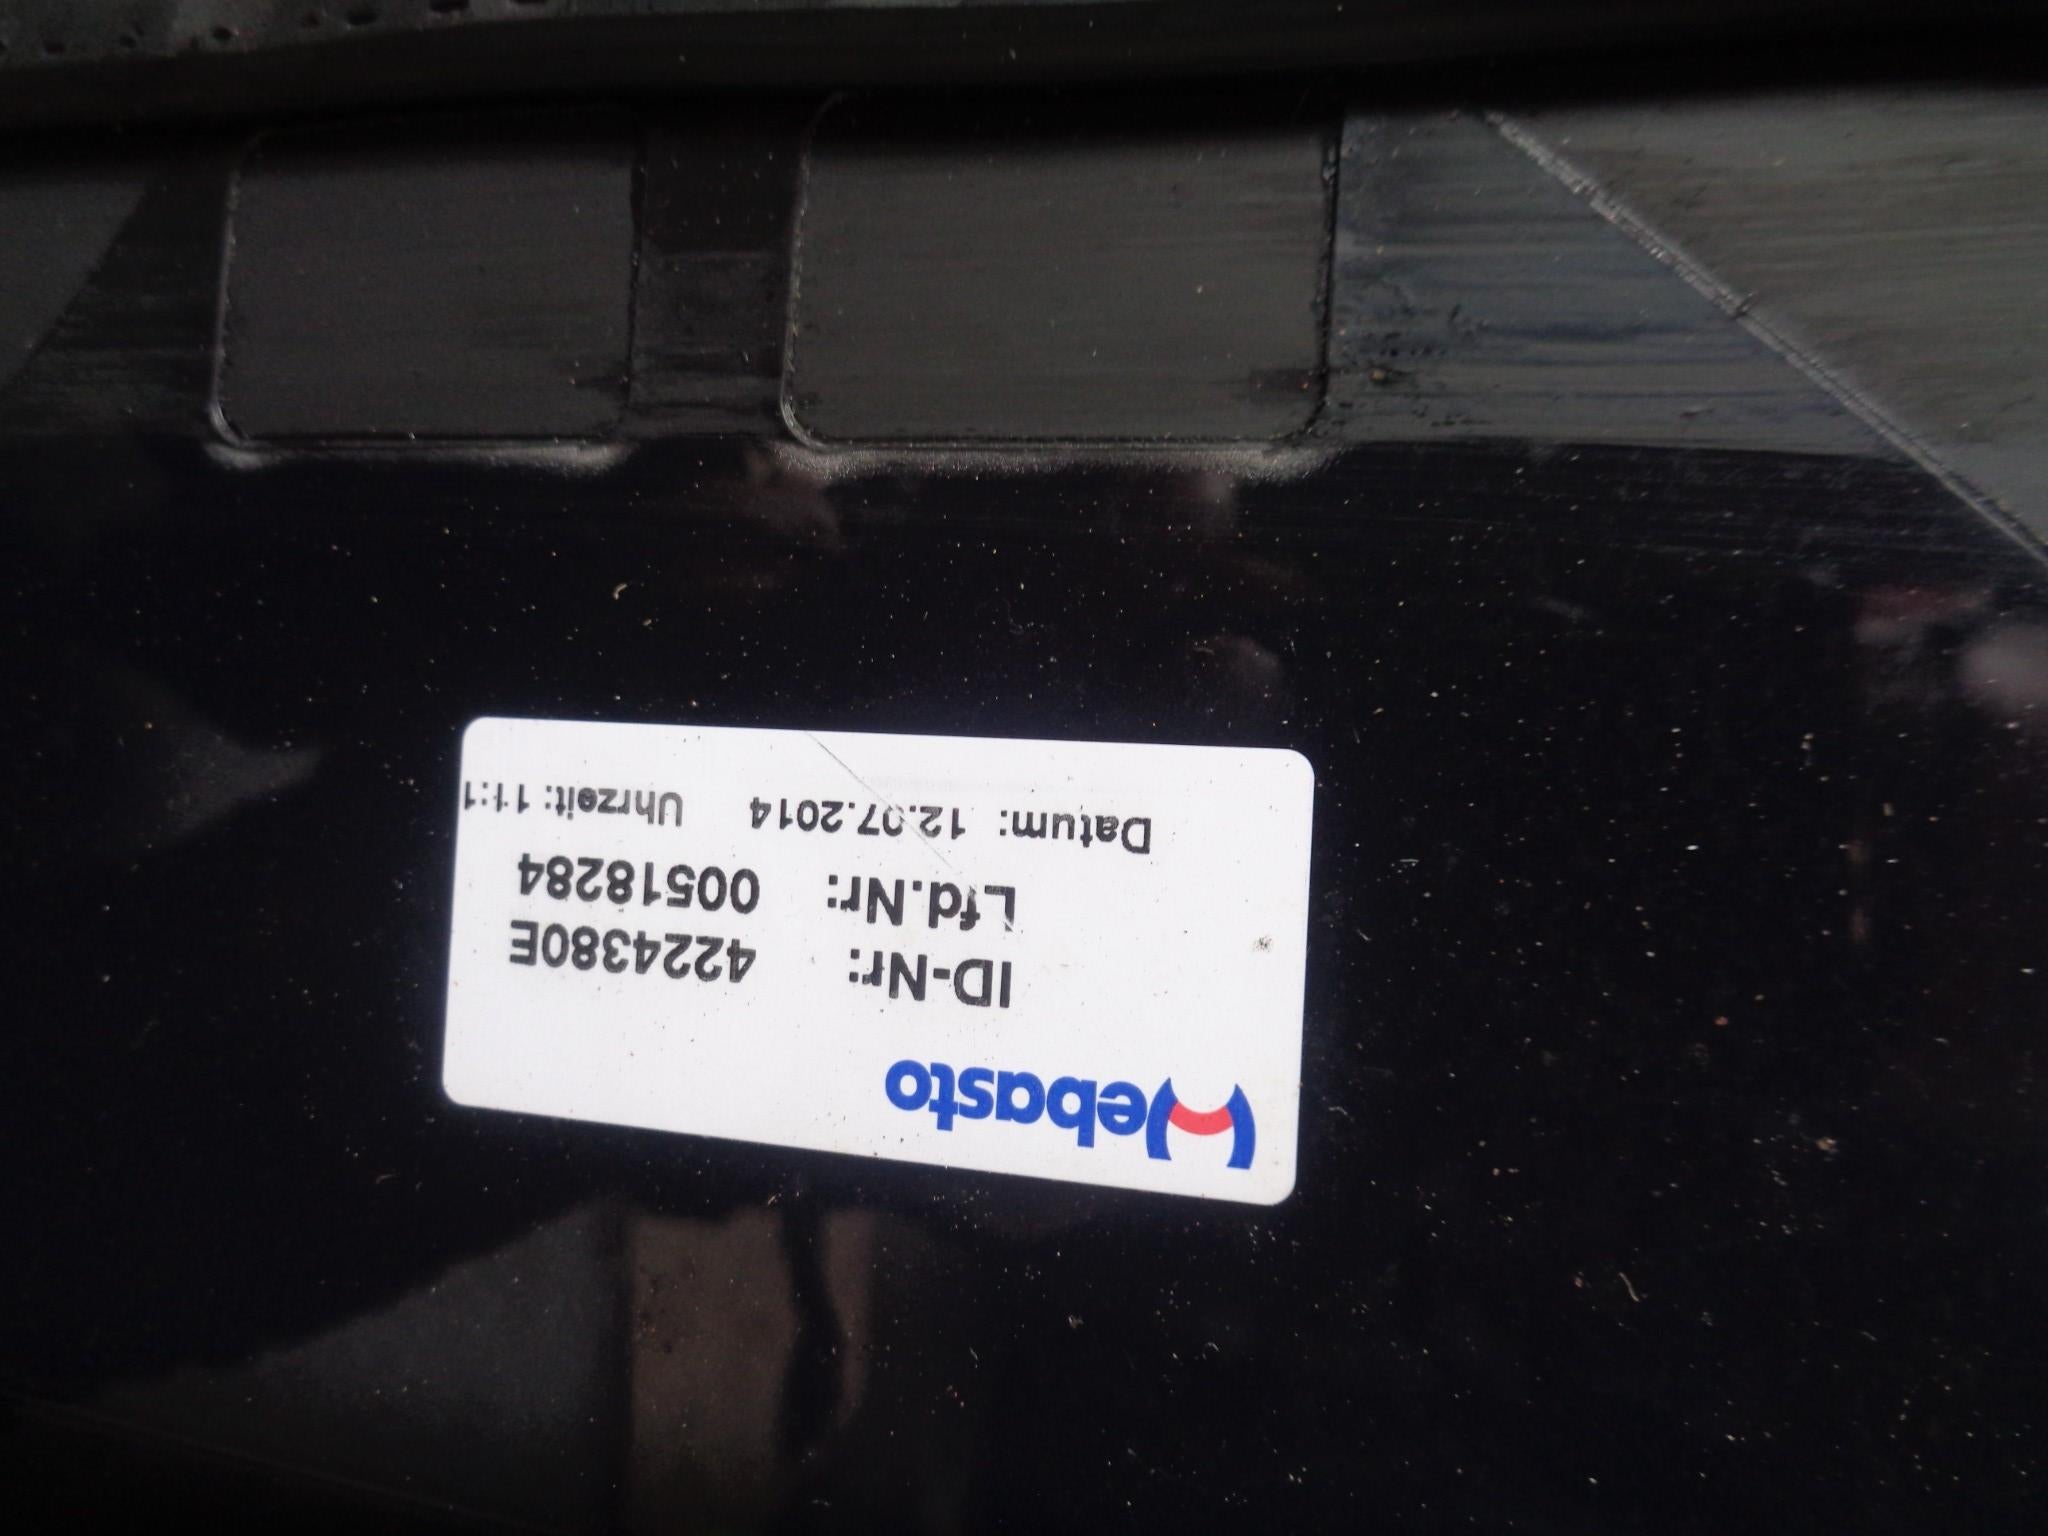 Webasto
ID-Nr: 4224380E
Lfd.Nr: 00518284
Datum: 12.07.2014 Uhrzeit: 11:1